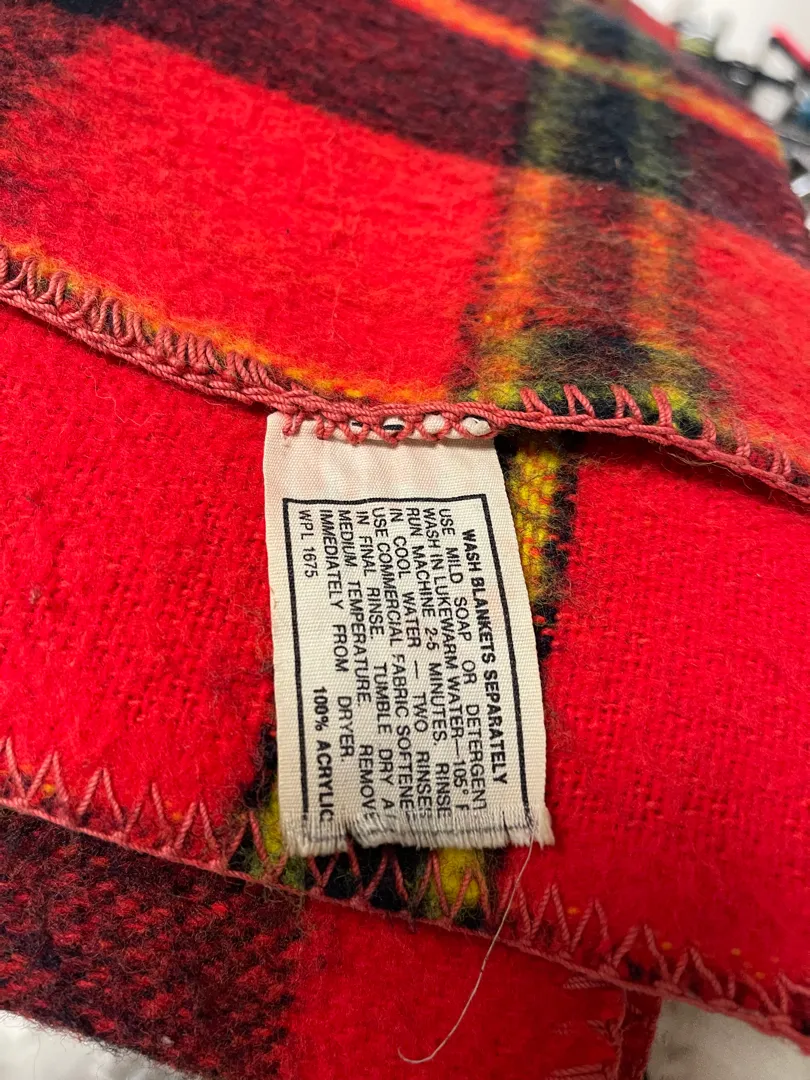 WASH BLANKETS SEPARATELY
USE MILD SOAP OR DETERGENT
WASH IN LUKEWARM WATER—105° F
RUN MACHINE 2-5 MINUTES. RINSE
IN COOL WATER — TWO RINSES
USE COMMERCIAL FABRIC SOFTENE
IN FINAL RINSE. TUMBLE DRY A
MEDIUM TEMPERATURE. REMOVE
IMMEDIATELY FROM DRYER.
WPL 1675 100% ACRYLIC